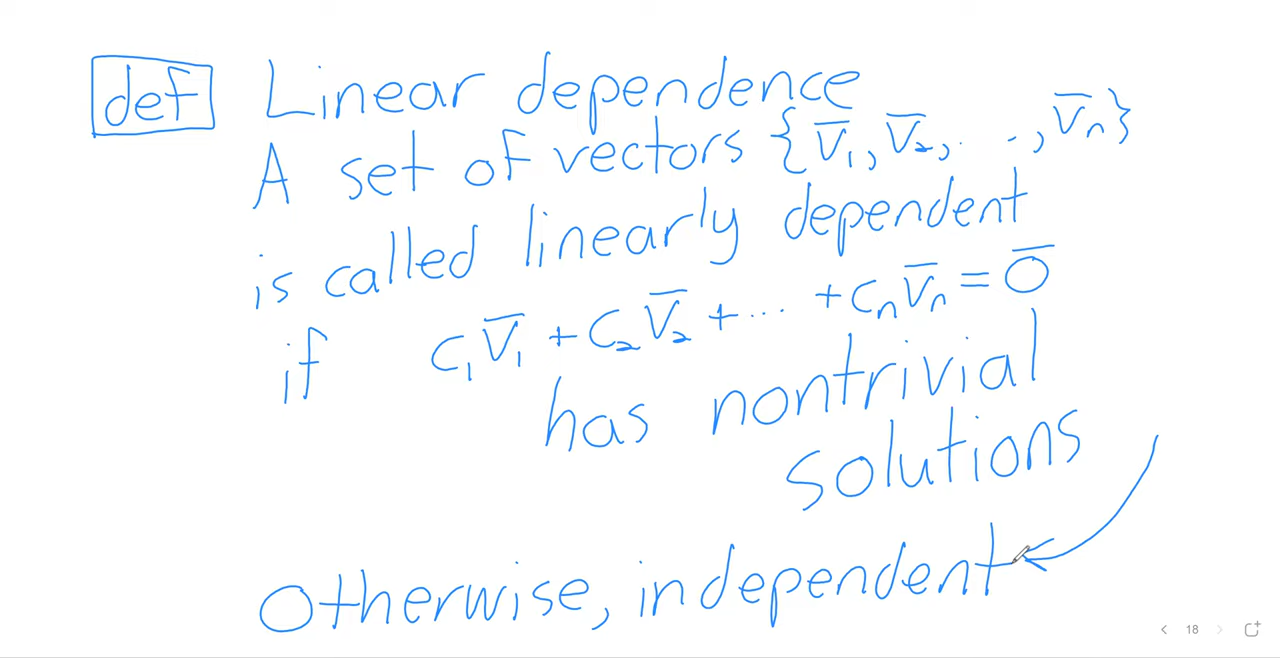 def Linear dependence
A set of vectors {v̅₁, v̅₂, . . . , v̅ₙ}
is called linearly dependent
if c₁v̅₁ + c₂v̅₂ + ... + cₙv̅ₙ = 0̅
has nontrivial
solutions
Otherwise, independent
18